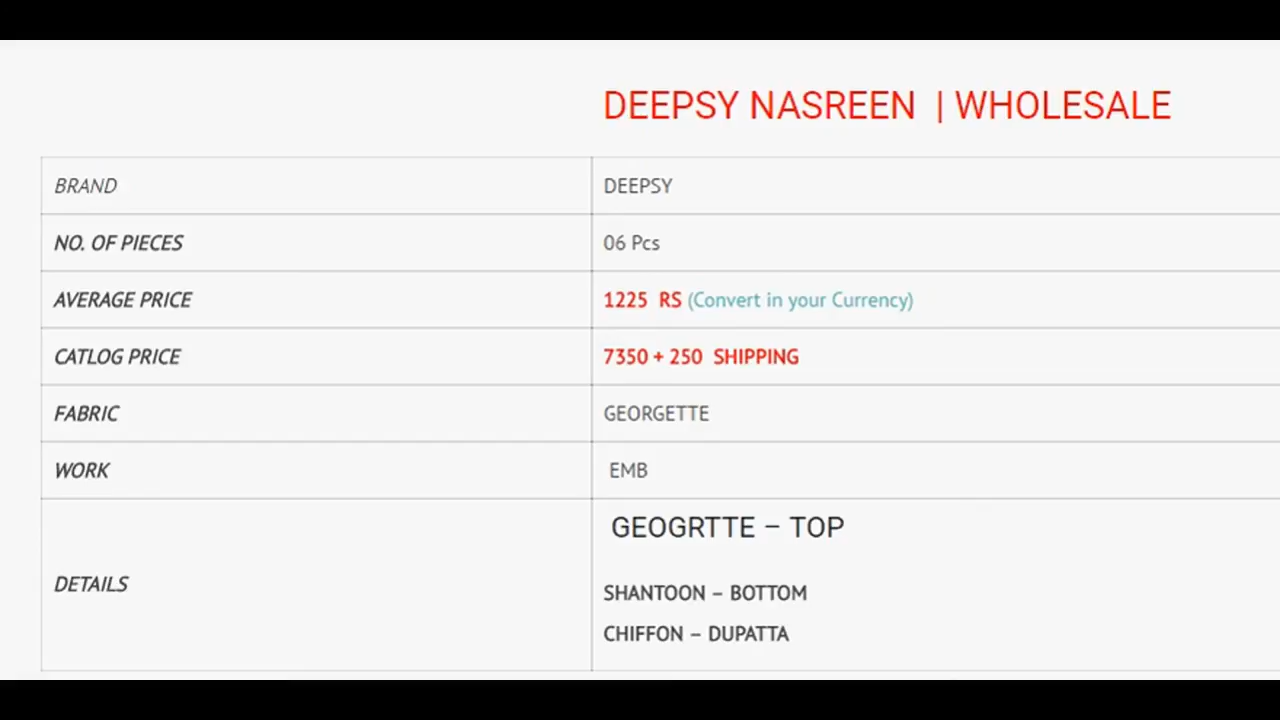 DEEPSY NASREEN | WHOLESALE
BRAND DEEPSY
NO. OF PIECES 06 Pcs
AVERAGE PRICE 1225 RS (Convert in your Currency)
CATLOG PRICE 7350 + 250 SHIPPING
FABRIC GEORGETTE
WORK EMB
DETAILS
GEOGRTTE – TOP
SHANTOON – BOTTOM
CHIFFON – DUPATTA